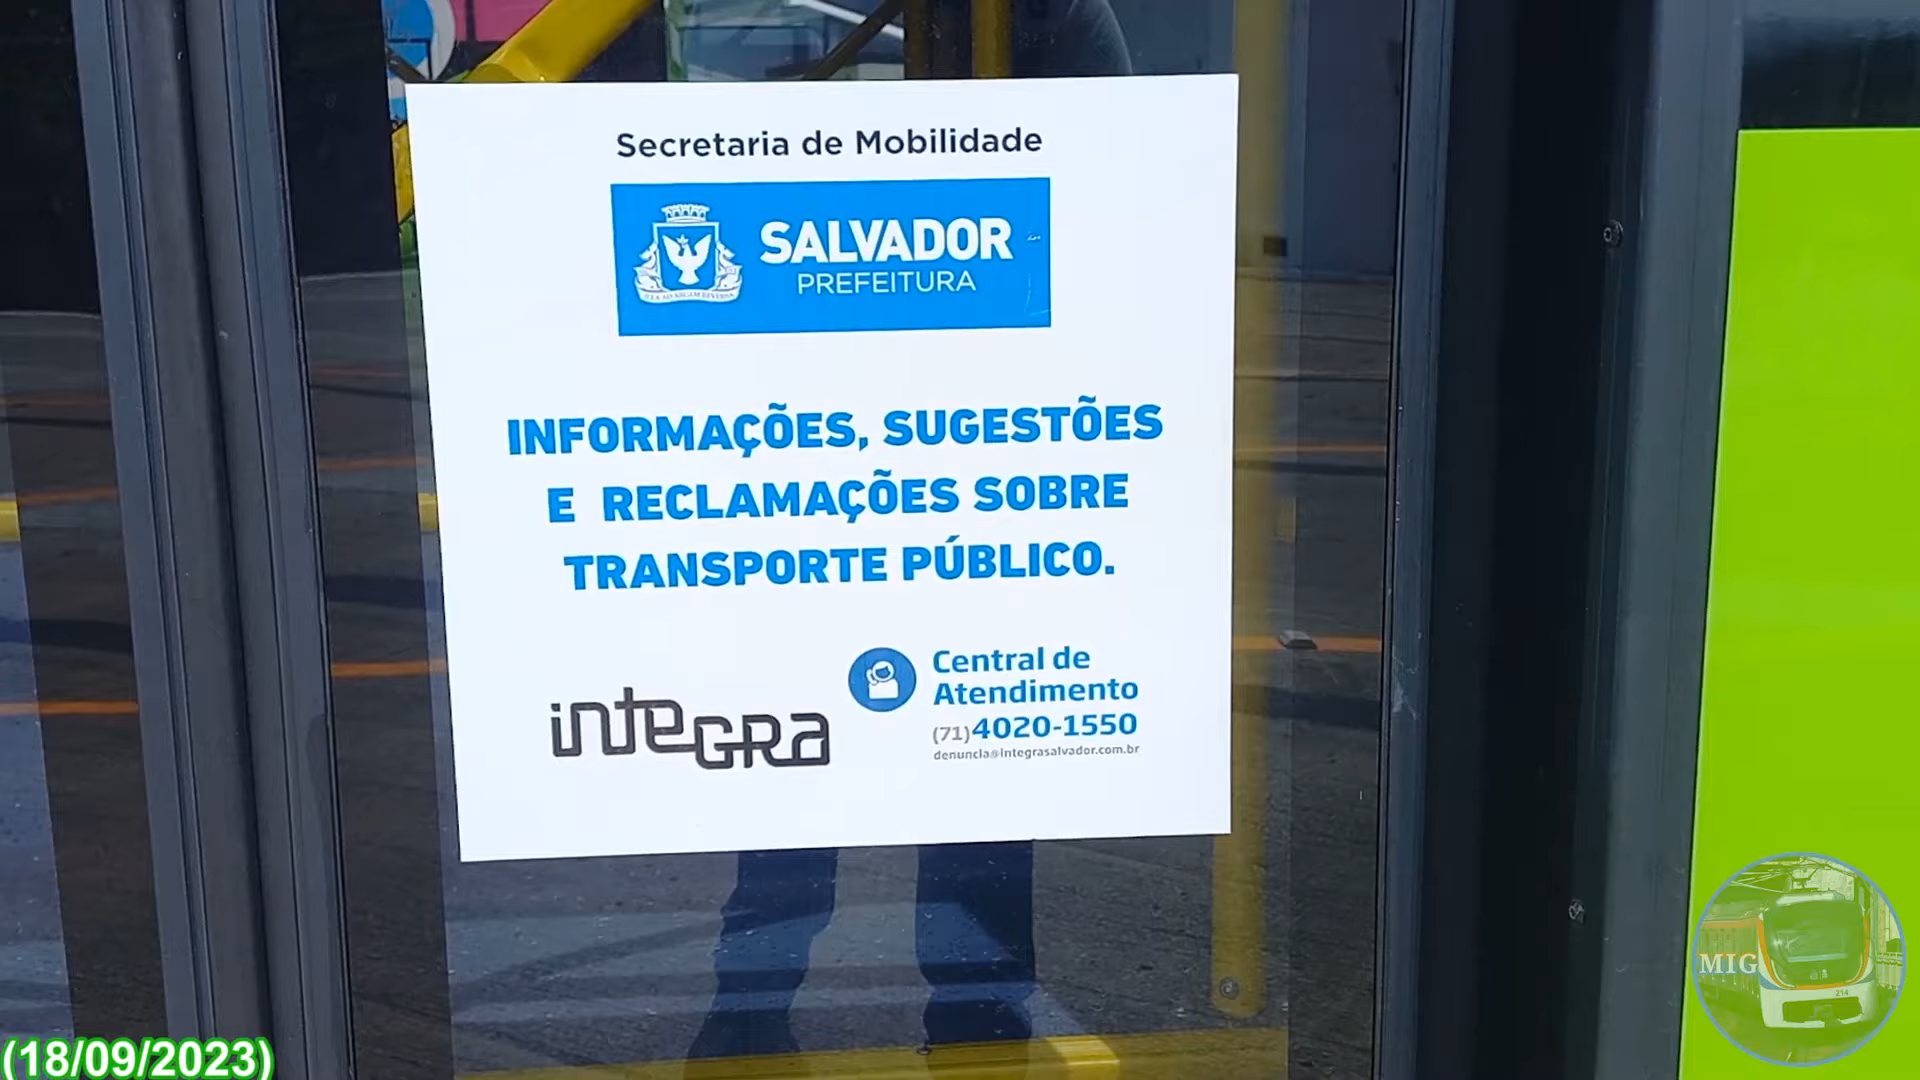 Secretaria de Mobilidade
SALVADOR
PREFEITURA
INFORMAÇÕES, SUGESTÕES
E RECLAMAÇÕES SOBRE
TRANSPORTE PÚBLICO.
integra
Central de
Atendimento
(71)4020-1550
denuncia@integrasalvador.com.br
MIG
214
(18/09/2023)